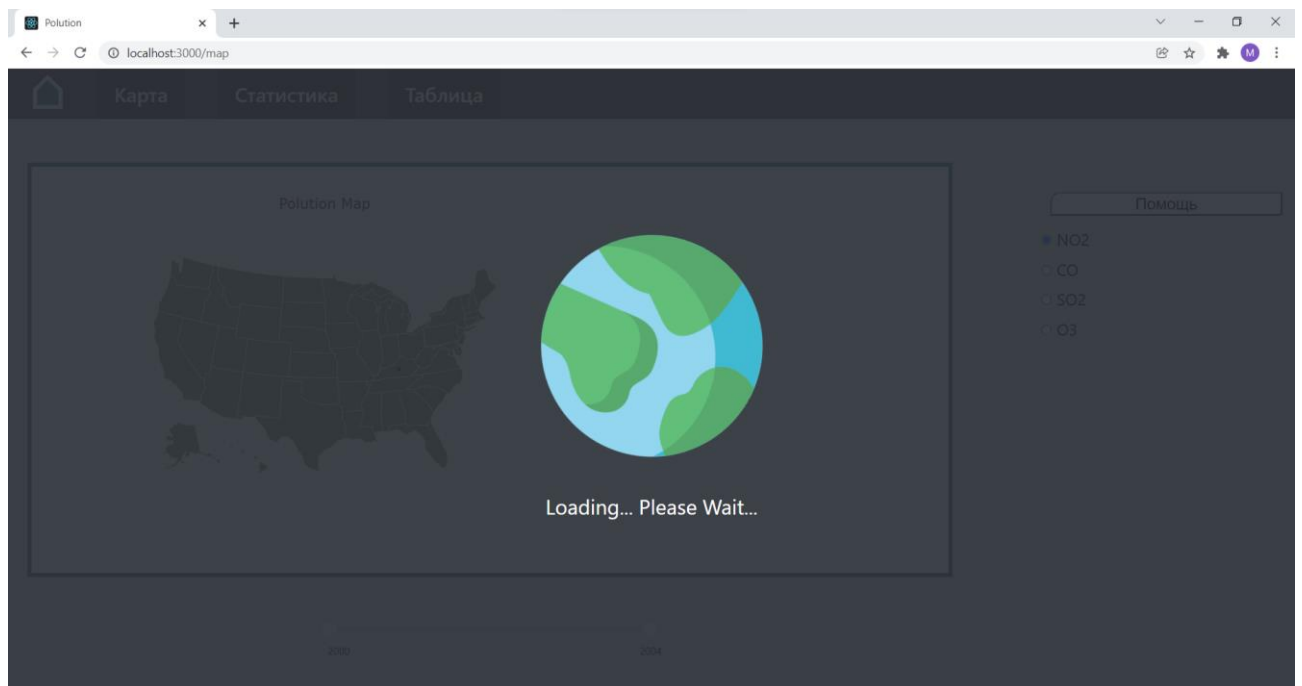 Polution
localhost:3000/map
M
Карта Статистика Таблица
Polution Map
Помощь
NO2
CO
SO2
O3
Loading... Please Wait...
2000 2004